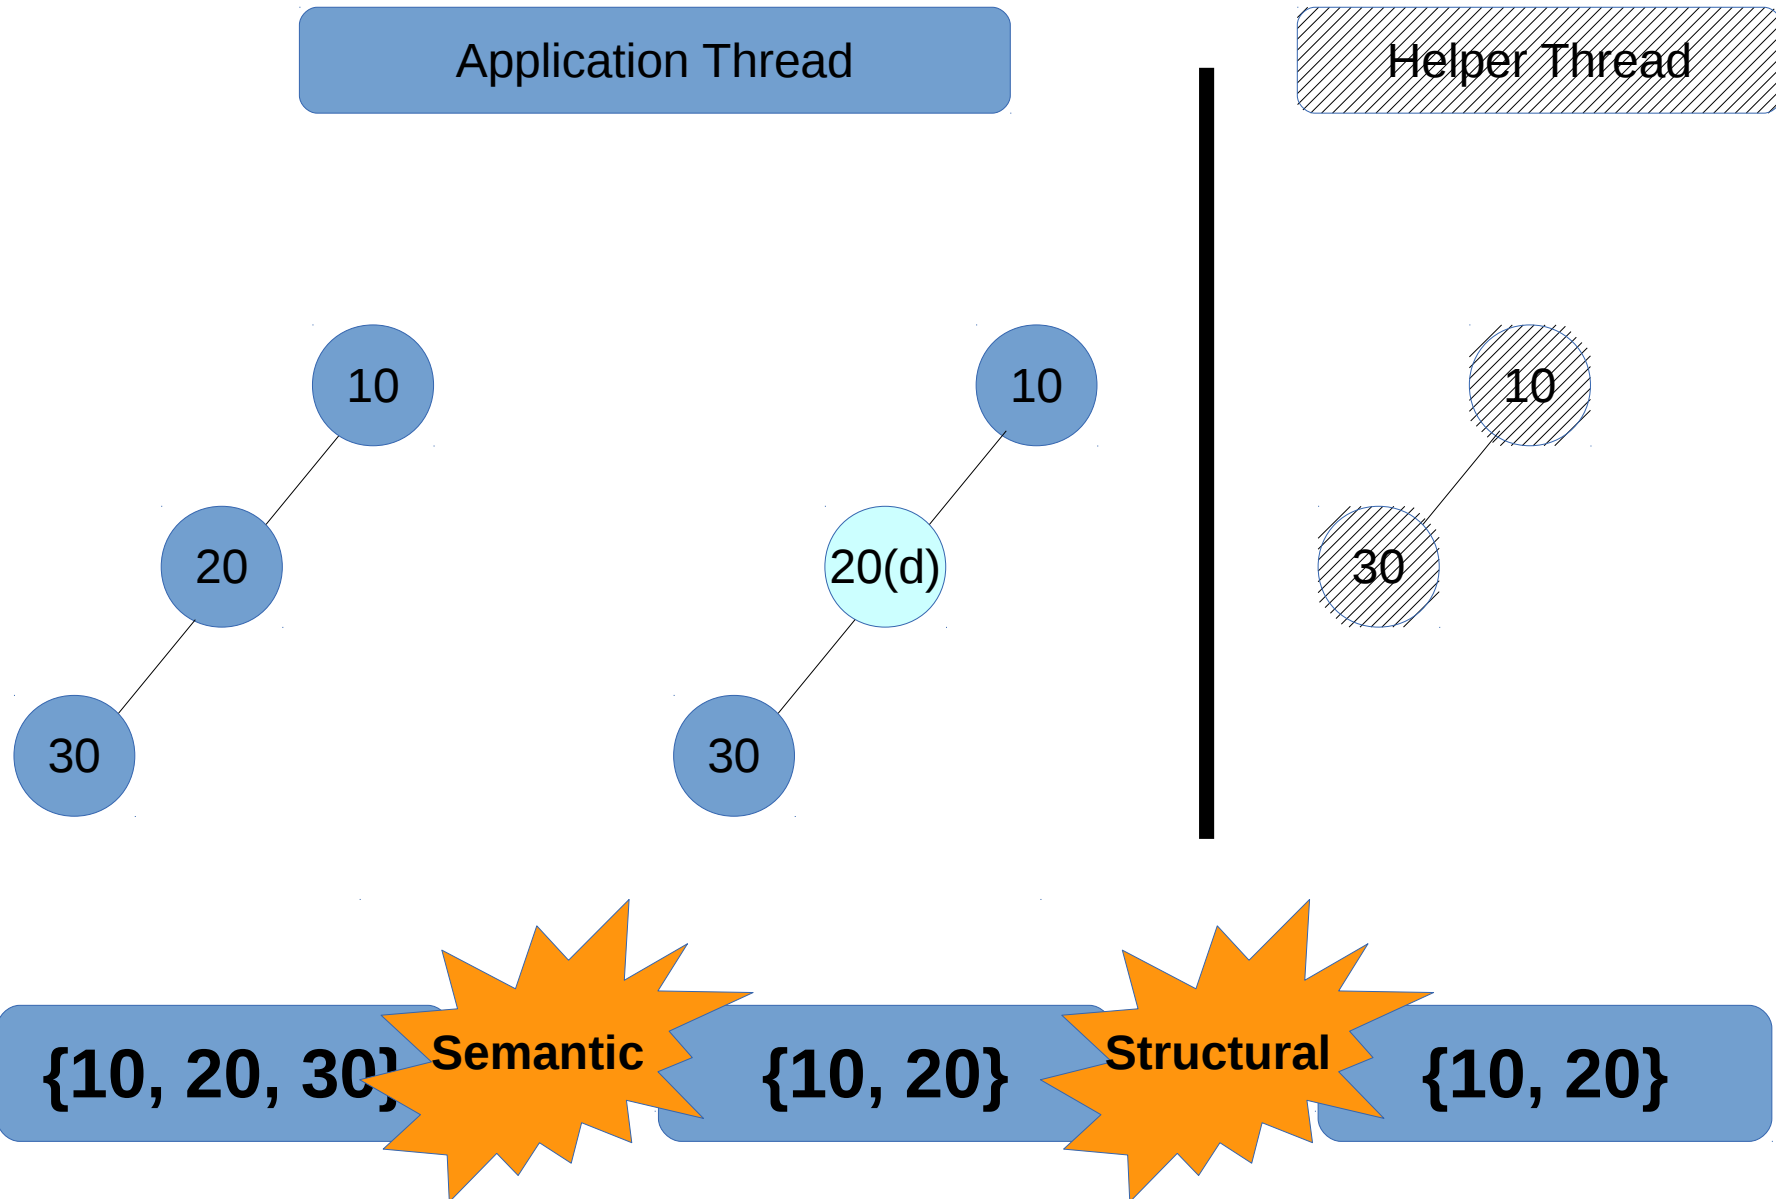 Application Thread
Helper Thread
10
10
10
20
20(d)
30
30
30
{10, 20, 30}
Semantic
{10, 20}
Structural
{10, 20}